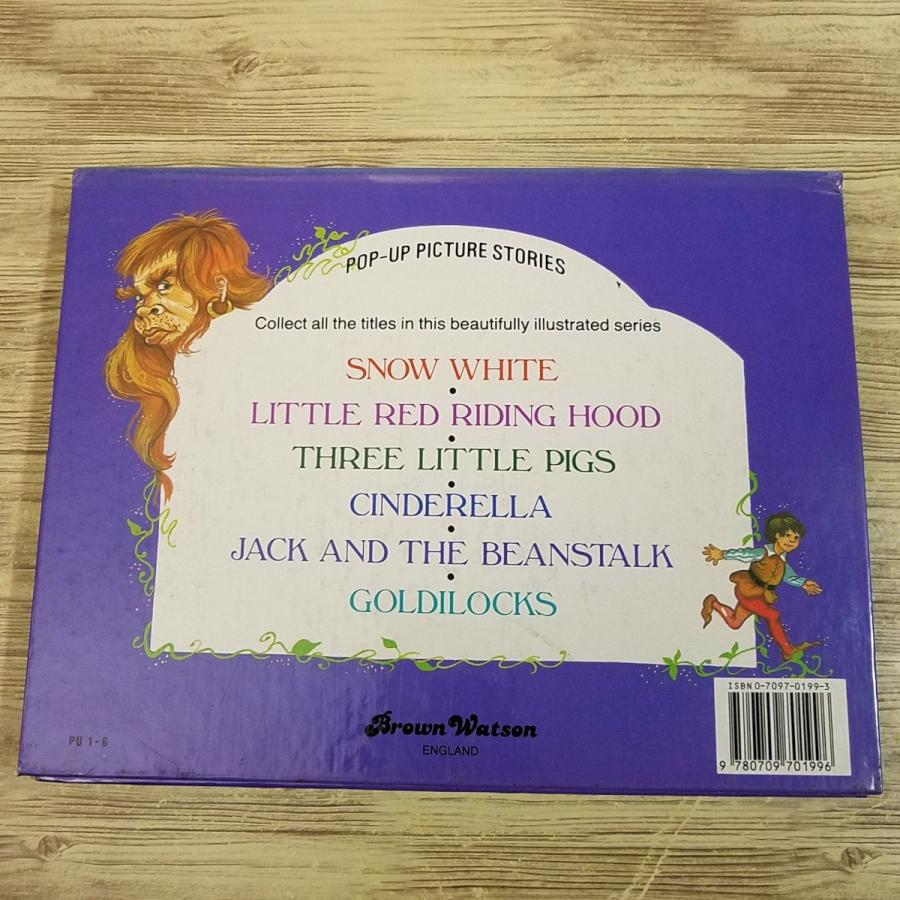 POP-UP PICTURE STORIES
Collect all the titles in this beautifully illustrated series
SNOW WHITE
•
LITTLE RED RIDING HOOD
•
THREE LITTLE PIGS
•
CINDERELLA
•
JACK AND THE BEANSTALK
•
GOLDILOCKS
ISBN 0-7097-0199-3
9 780709 701996
Brown Watson
ENGLAND
PU 1-6